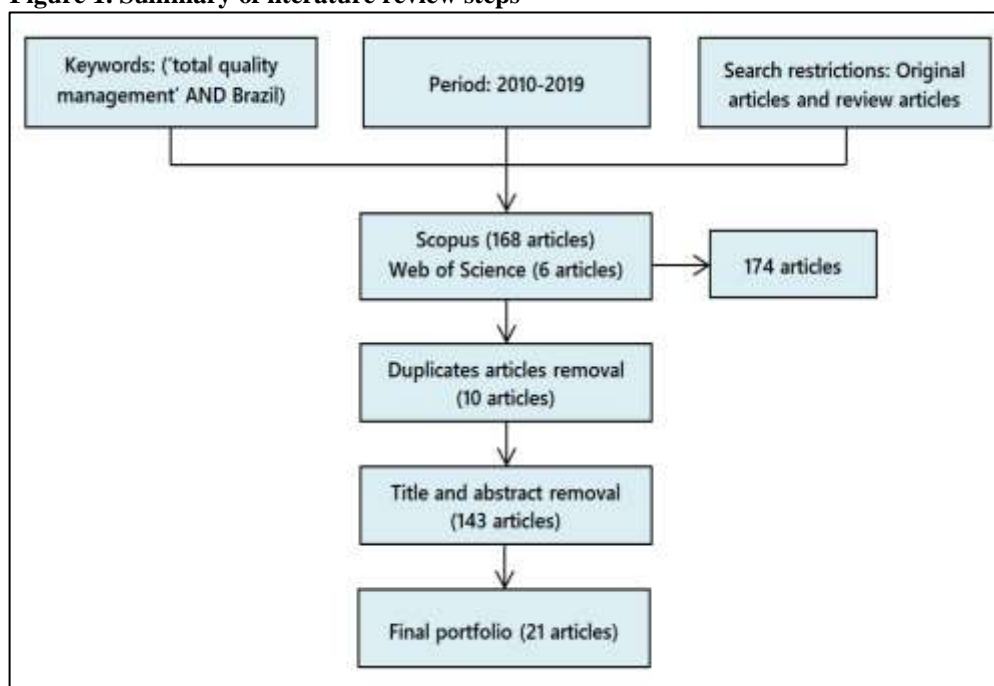 Figure 1. Summary of literature review steps
Keywords: ('total quality
management' AND Brazil)
Period: 2010-2019
Search restrictions: Original
articles and review articles
Scopus (168 articles)
Web of Science (6 articles)
174 articles
Duplicates articles removal
(10 articles)
Title and abstract removal
(143 articles)
Final portfolio (21 articles)